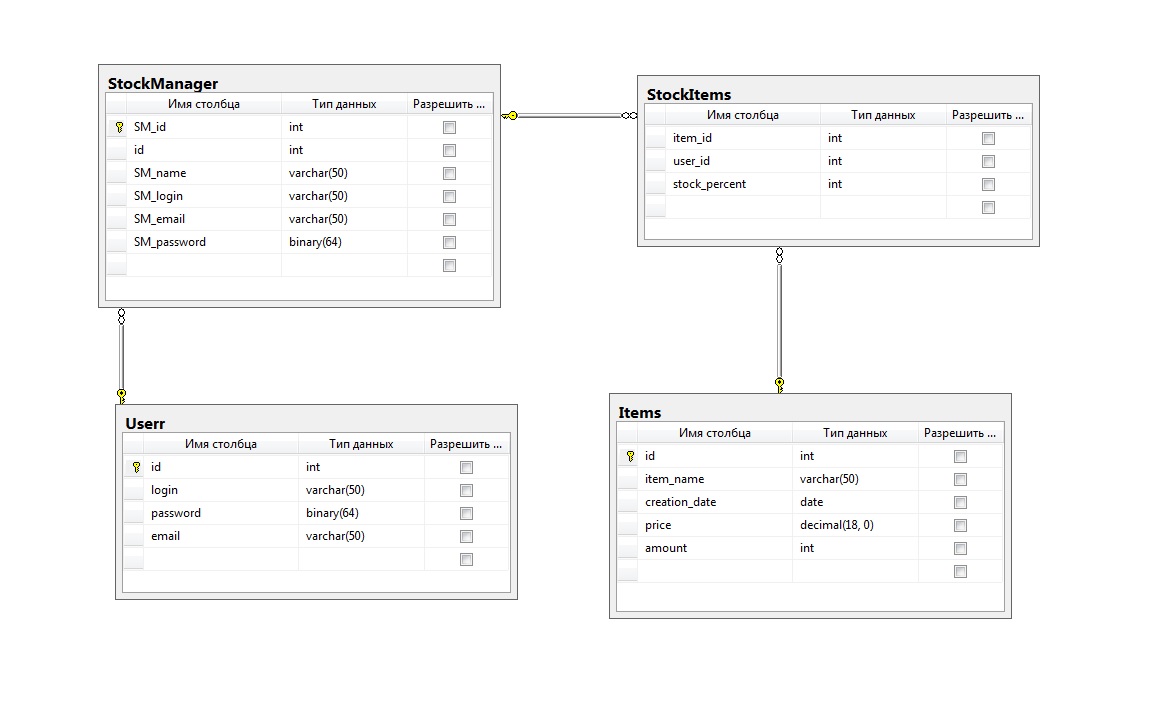 StockManager
Имя столбца Тип данных Разрешить ...
SM_id int
id int
SM_name varchar(50)
SM_login varchar(50)
SM_email varchar(50)
SM_password binary(64)
StockItems
Имя столбца Тип данных Разрешить ...
item_id int
user_id int
stock_percent int
Userr
Имя столбца Тип данных Разрешить ...
id int
login varchar(50)
password binary(64)
email varchar(50)
Items
Имя столбца Тип данных Разрешить ...
id int
item_name varchar(50)
creation_date date
price decimal(18, 0)
amount int